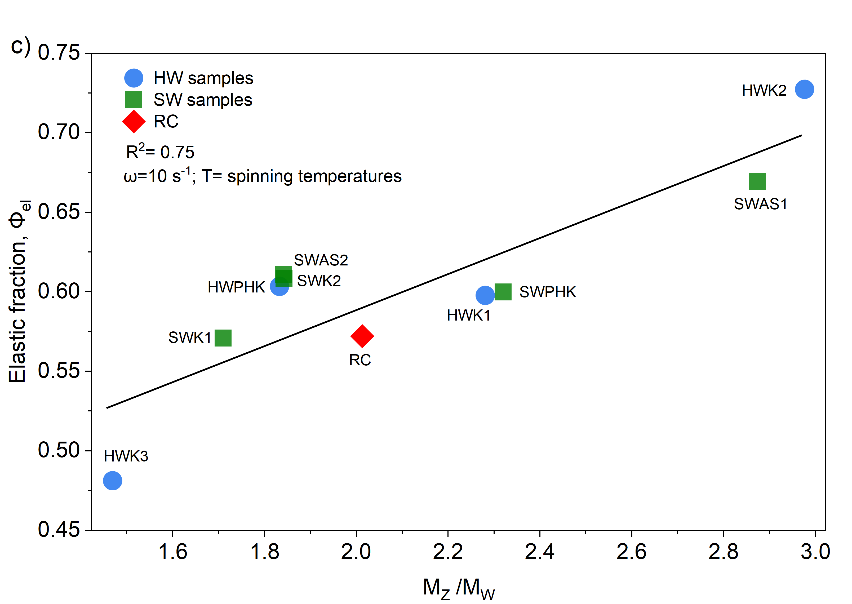 c)
0.75
0.70
0.65
0.60
0.55
0.50
0.45
Elastic fraction, Φel
HW samples
SW samples
RC
R²= 0.75
ω=10 s⁻¹; T= spinning temperatures
HWK2
SWAS1
SWAS2
SWK2
HWPHK
SWPHK
HWK1
SWK1
RC
HWK3
1.6 1.8 2.0 2.2 2.4 2.6 2.8 3.0
MZ /MW